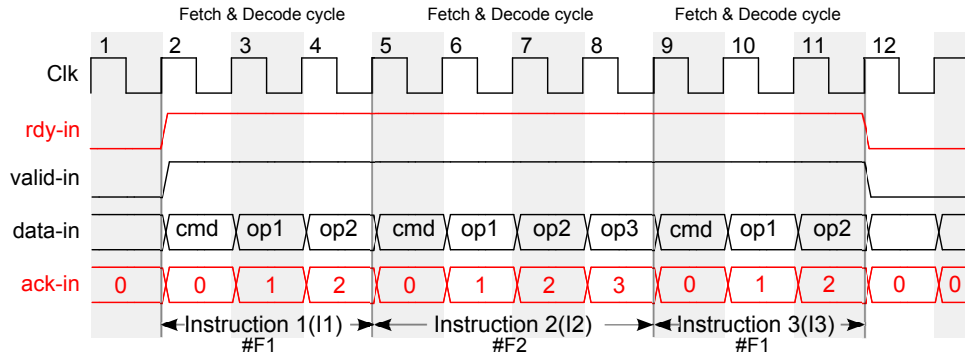 Fetch & Decode cycle Fetch & Decode cycle Fetch & Decode cycle
1 2 3 4 5 6 7 8 9 10 11 12
Clk
rdy-in
valid-in
data-in cmd op1 op2 cmd op1 op2 op3 cmd op1 op2
ack-in 0 0 1 2 0 1 2 3 0 1 2 0 0
Instruction 1(I1) Instruction 2(I2) Instruction 3(I3)
#F1 #F2 #F1